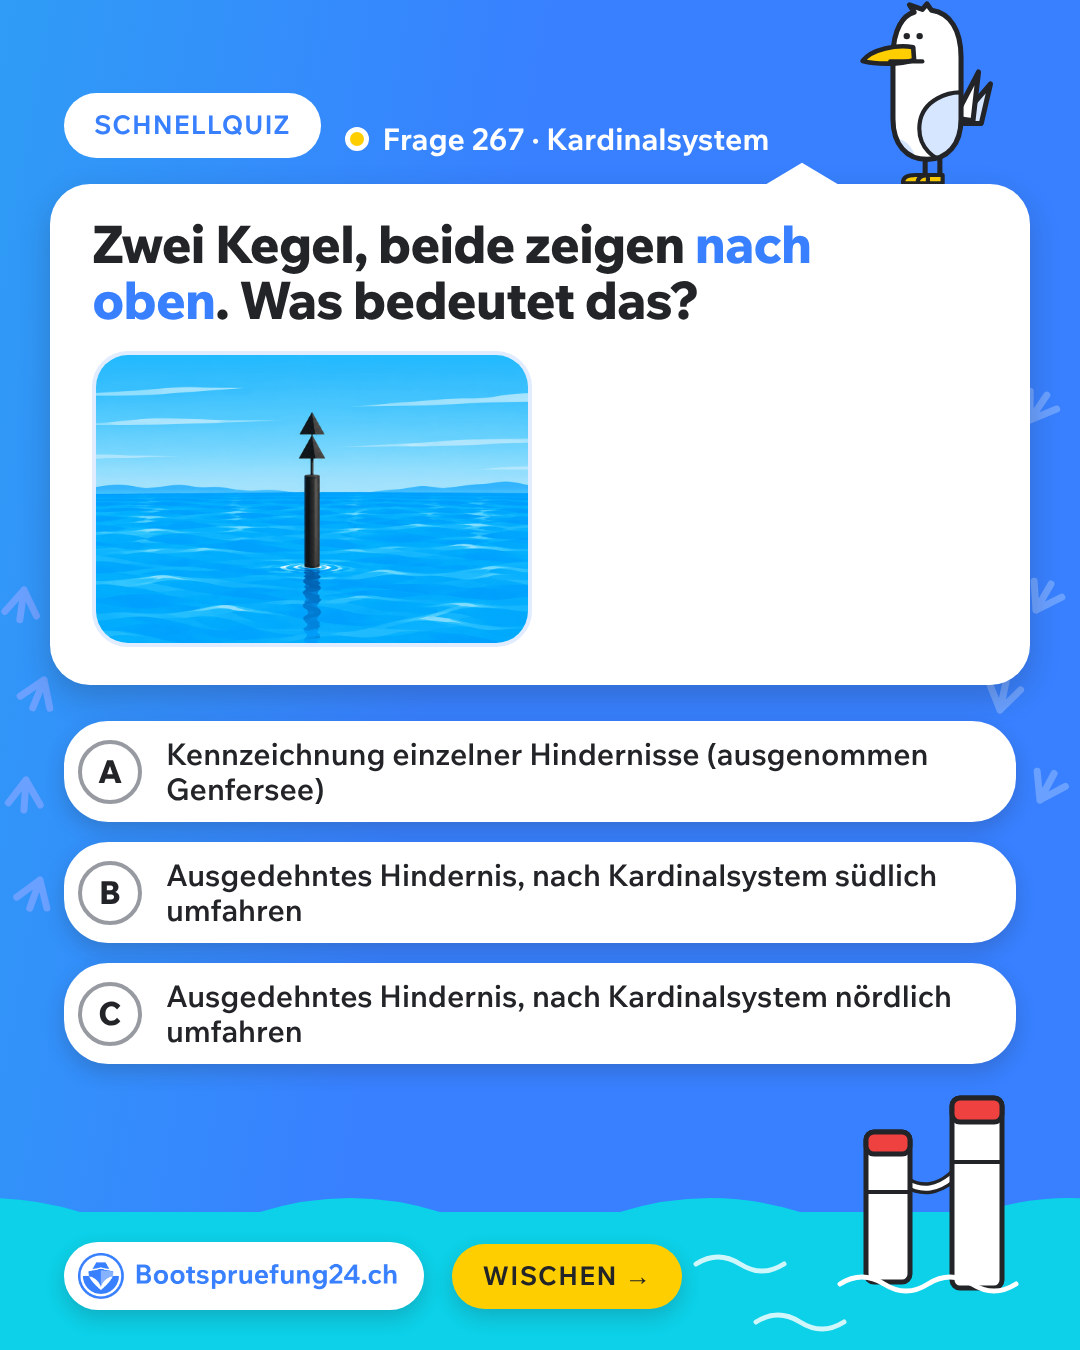 SCHNELLQUIZ
Frage 267 · Kardinalsystem
Zwei Kegel, beide zeigen nach
oben. Was bedeutet das?
A
Kennzeichnung einzelner Hindernisse (ausgenommen
Genfersee)
B
Ausgedehntes Hindernis, nach Kardinalsystem südlich
umfahren
C
Ausgedehntes Hindernis, nach Kardinalsystem nördlich
umfahren
Bootspruefung24.ch
WISCHEN →